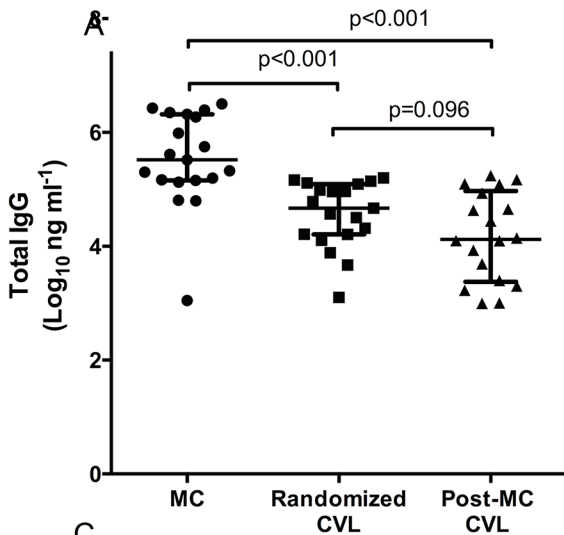 A
8
p<0.001
p<0.001
p=0.096
6
4
2
0
Total IgG
(Log10 ng ml-1)
MC
Randomized
CVL
Post-MC
CVL
C